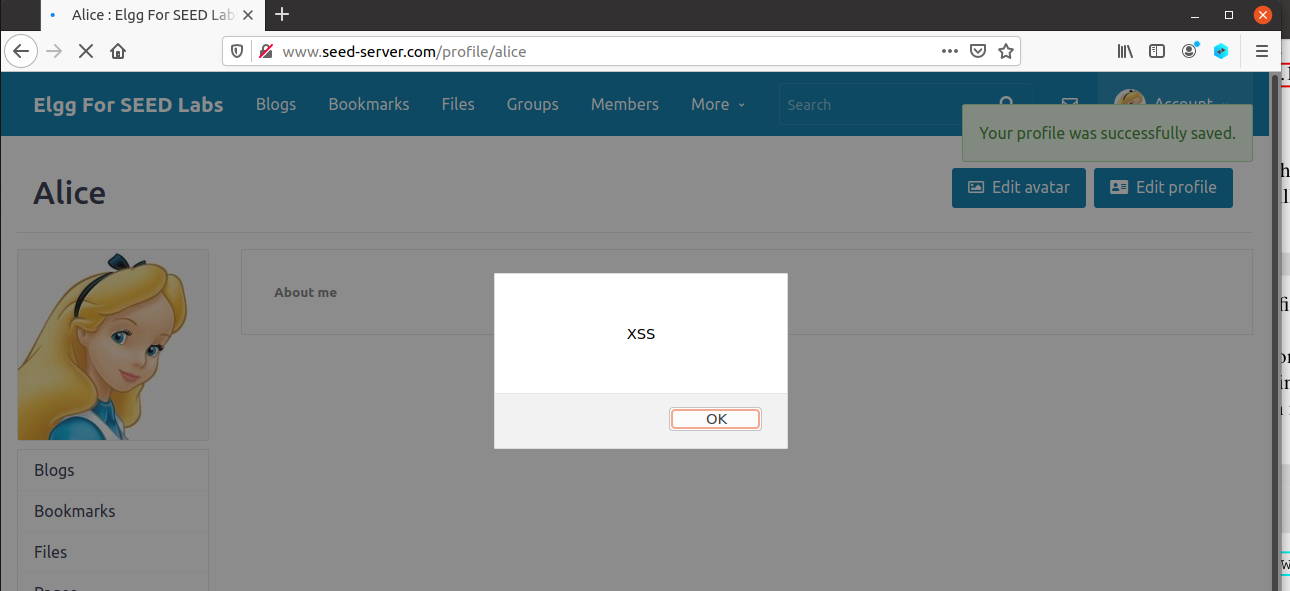 Alice : Elgg For SEED Lab
www.seed-server.com/profile/alice
Elgg For SEED Labs Blogs Bookmarks Files Groups Members More Search Account
Your profile was successfully saved.
Alice
Edit avatar Edit profile
About me
XSS
OK
Blogs
Bookmarks
Files